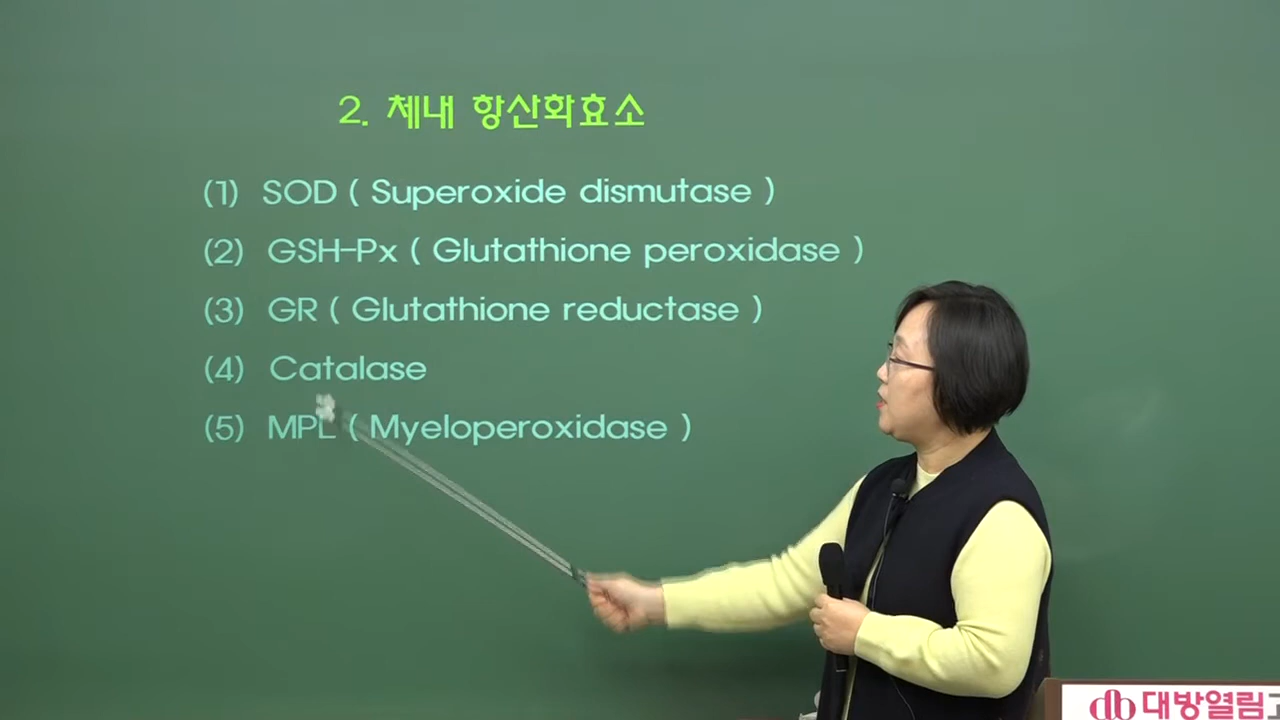 2. 체내 항산화효소
(1) SOD ( Superoxide dismutase )
(2) GSH-Px ( Glutathione peroxidase )
(3) GR ( Glutathione reductase )
(4) Catalase
(5) MPL ( Myeloperoxidase )
대방열림고